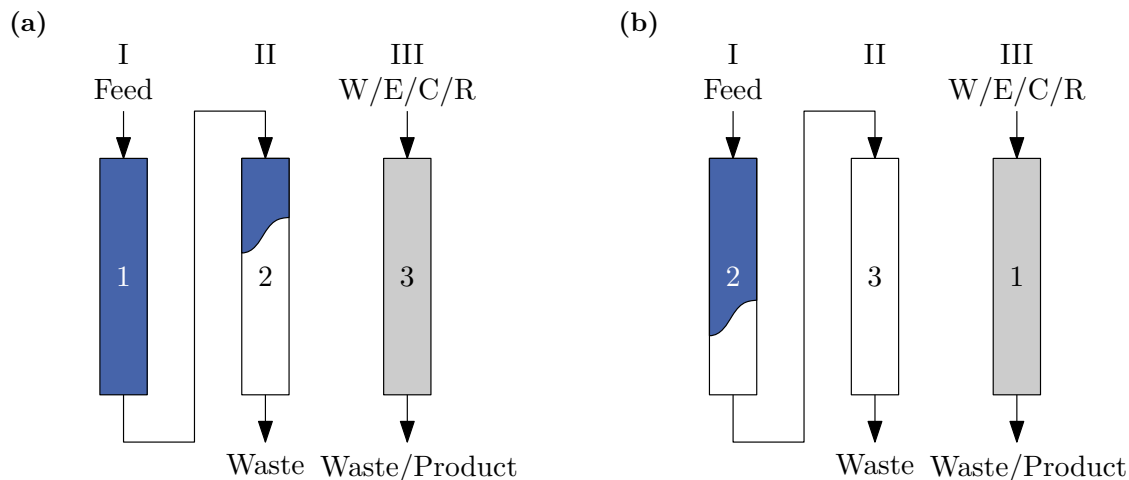 (a)
I II III
Feed W/E/C/R
1 2 3
Waste Waste/Product
(b)
I II III
Feed W/E/C/R
2 3 1
Waste Waste/Product